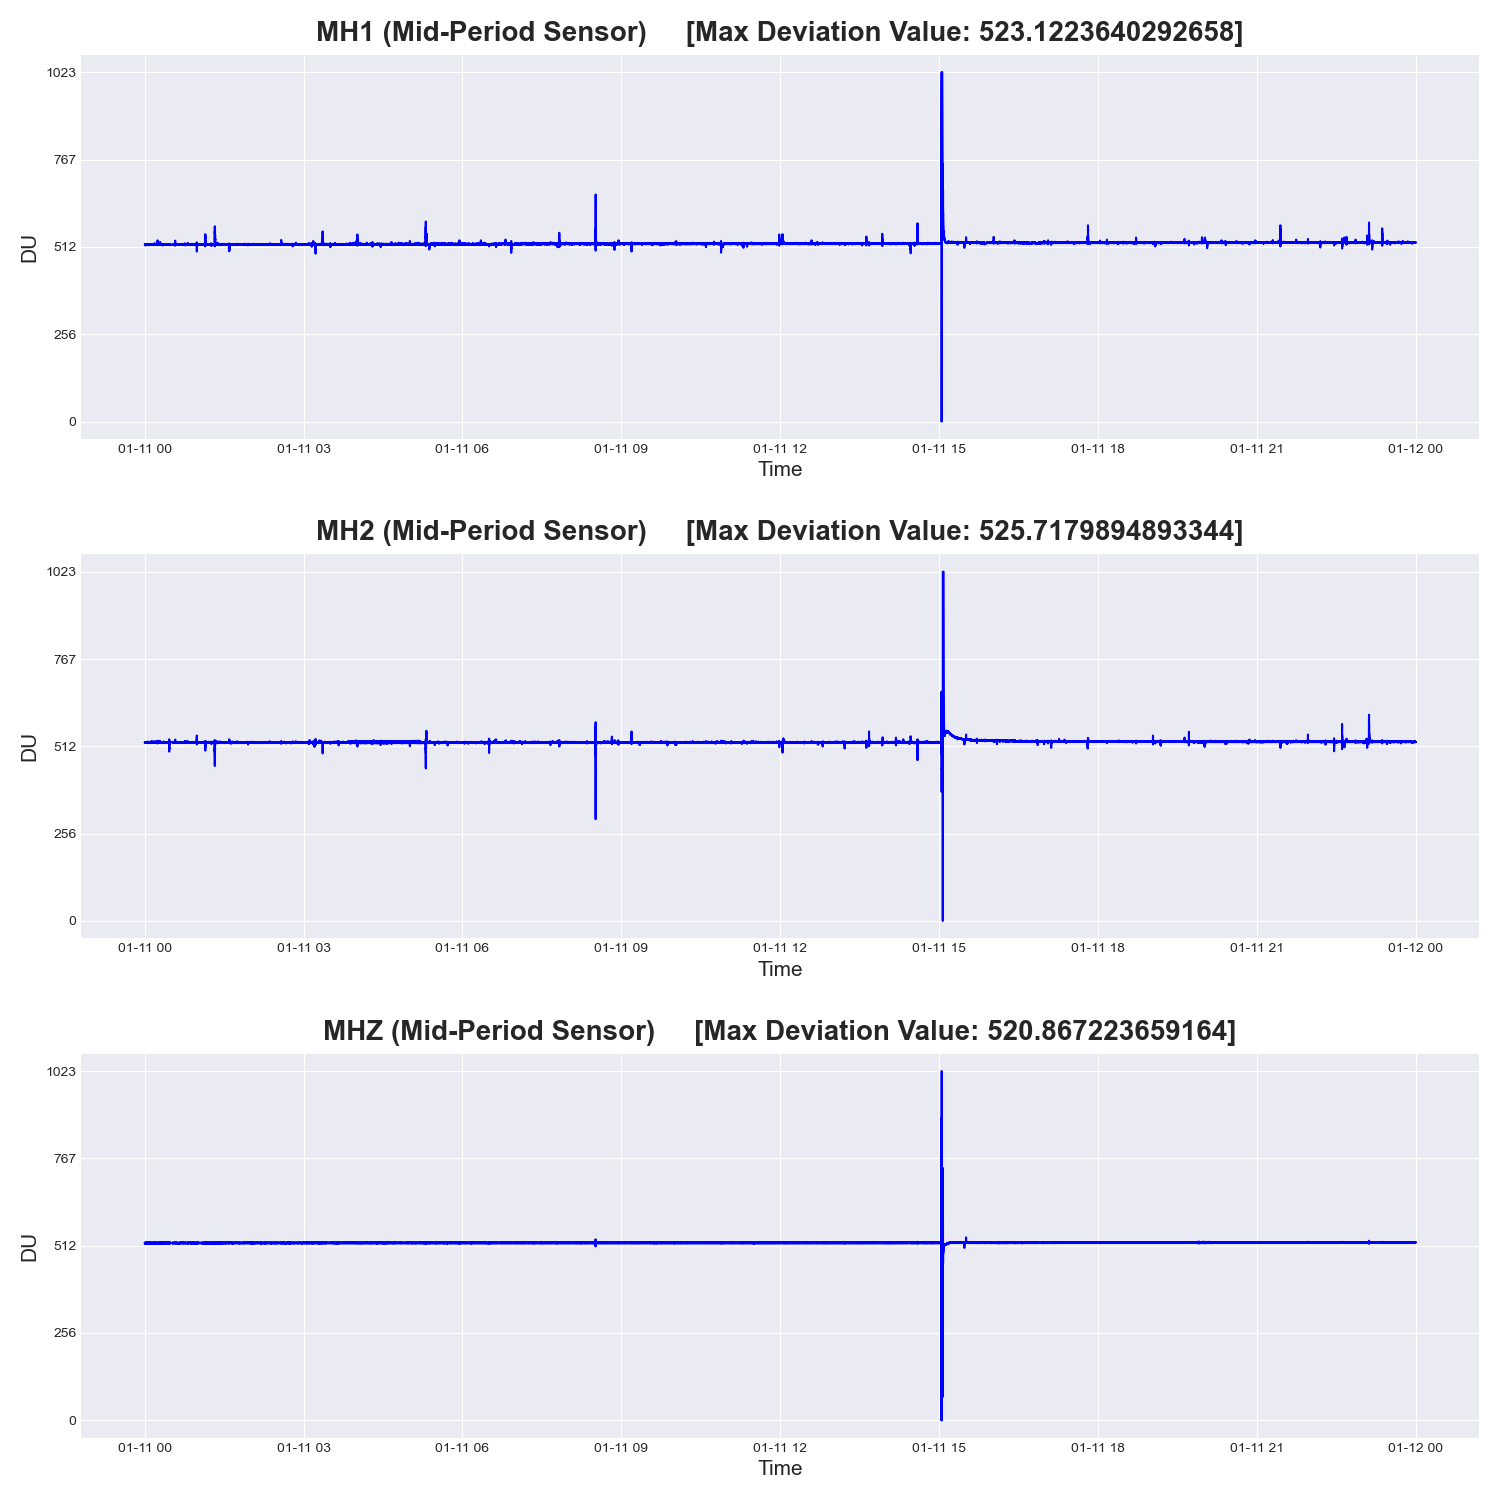 MH1 (Mid-Period Sensor) [Max Deviation Value: 523.1223640292658]
1023
767
512
256
0
DU
01-11 00 01-11 03 01-11 06 01-11 09 01-11 12 01-11 15 01-11 18 01-11 21 01-12 00
Time
MH2 (Mid-Period Sensor) [Max Deviation Value: 525.7179894893344]
1023
767
512
256
0
DU
01-11 00 01-11 03 01-11 06 01-11 09 01-11 12 01-11 15 01-11 18 01-11 21 01-12 00
Time
MHZ (Mid-Period Sensor) [Max Deviation Value: 520.867223659164]
1023
767
512
256
0
DU
01-11 00 01-11 03 01-11 06 01-11 09 01-11 12 01-11 15 01-11 18 01-11 21 01-12 00
Time